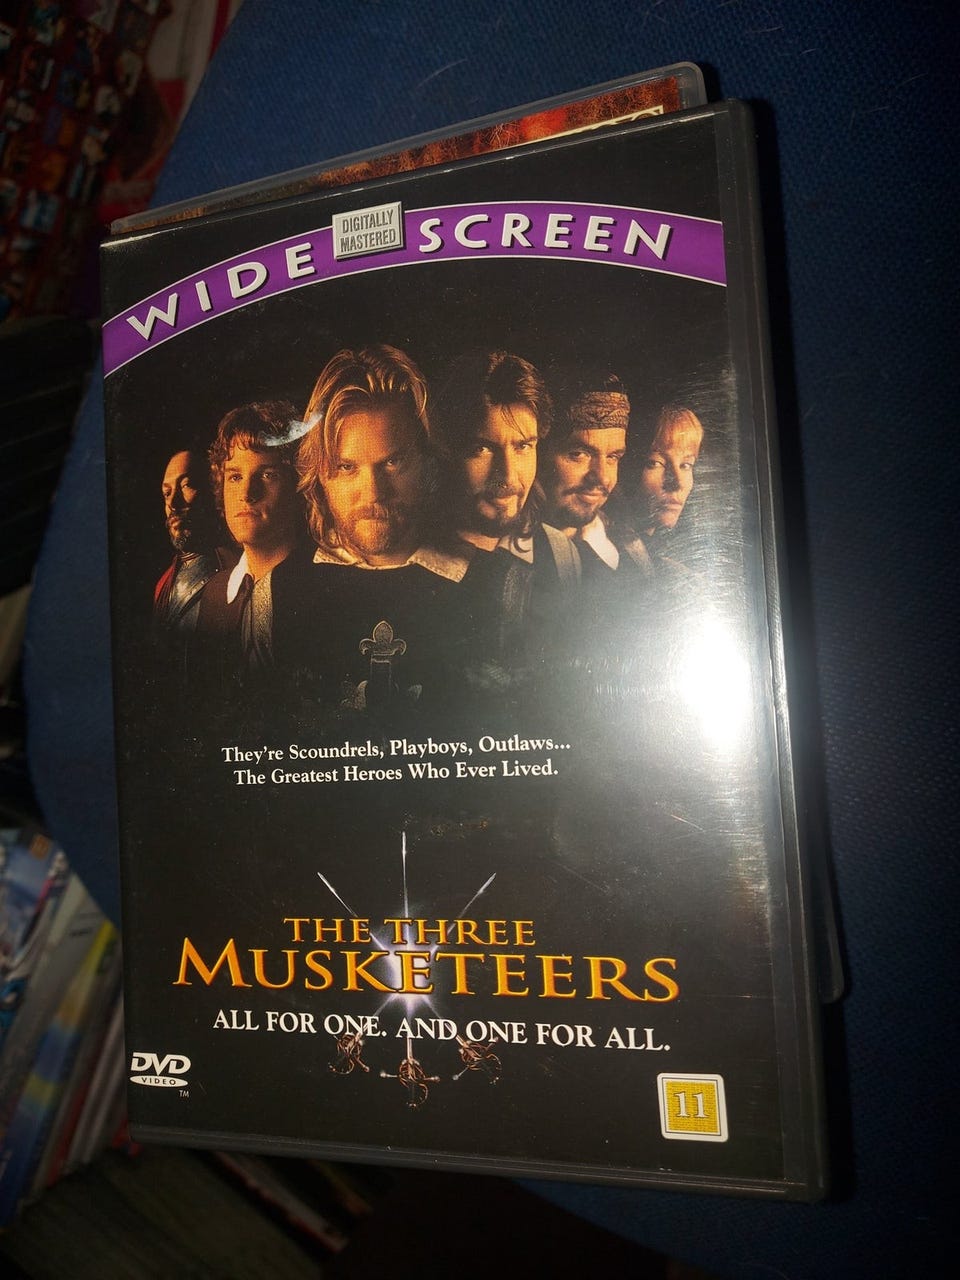 WIDE SCREEN
DIGITALLY
MASTERED
They're Scoundrels, Playboys, Outlaws...
The Greatest Heroes Who Ever Lived.
THE THREE
MUSKETEERS
ALL FOR ONE. AND ONE FOR ALL.
DVD
VIDEO
TM
11